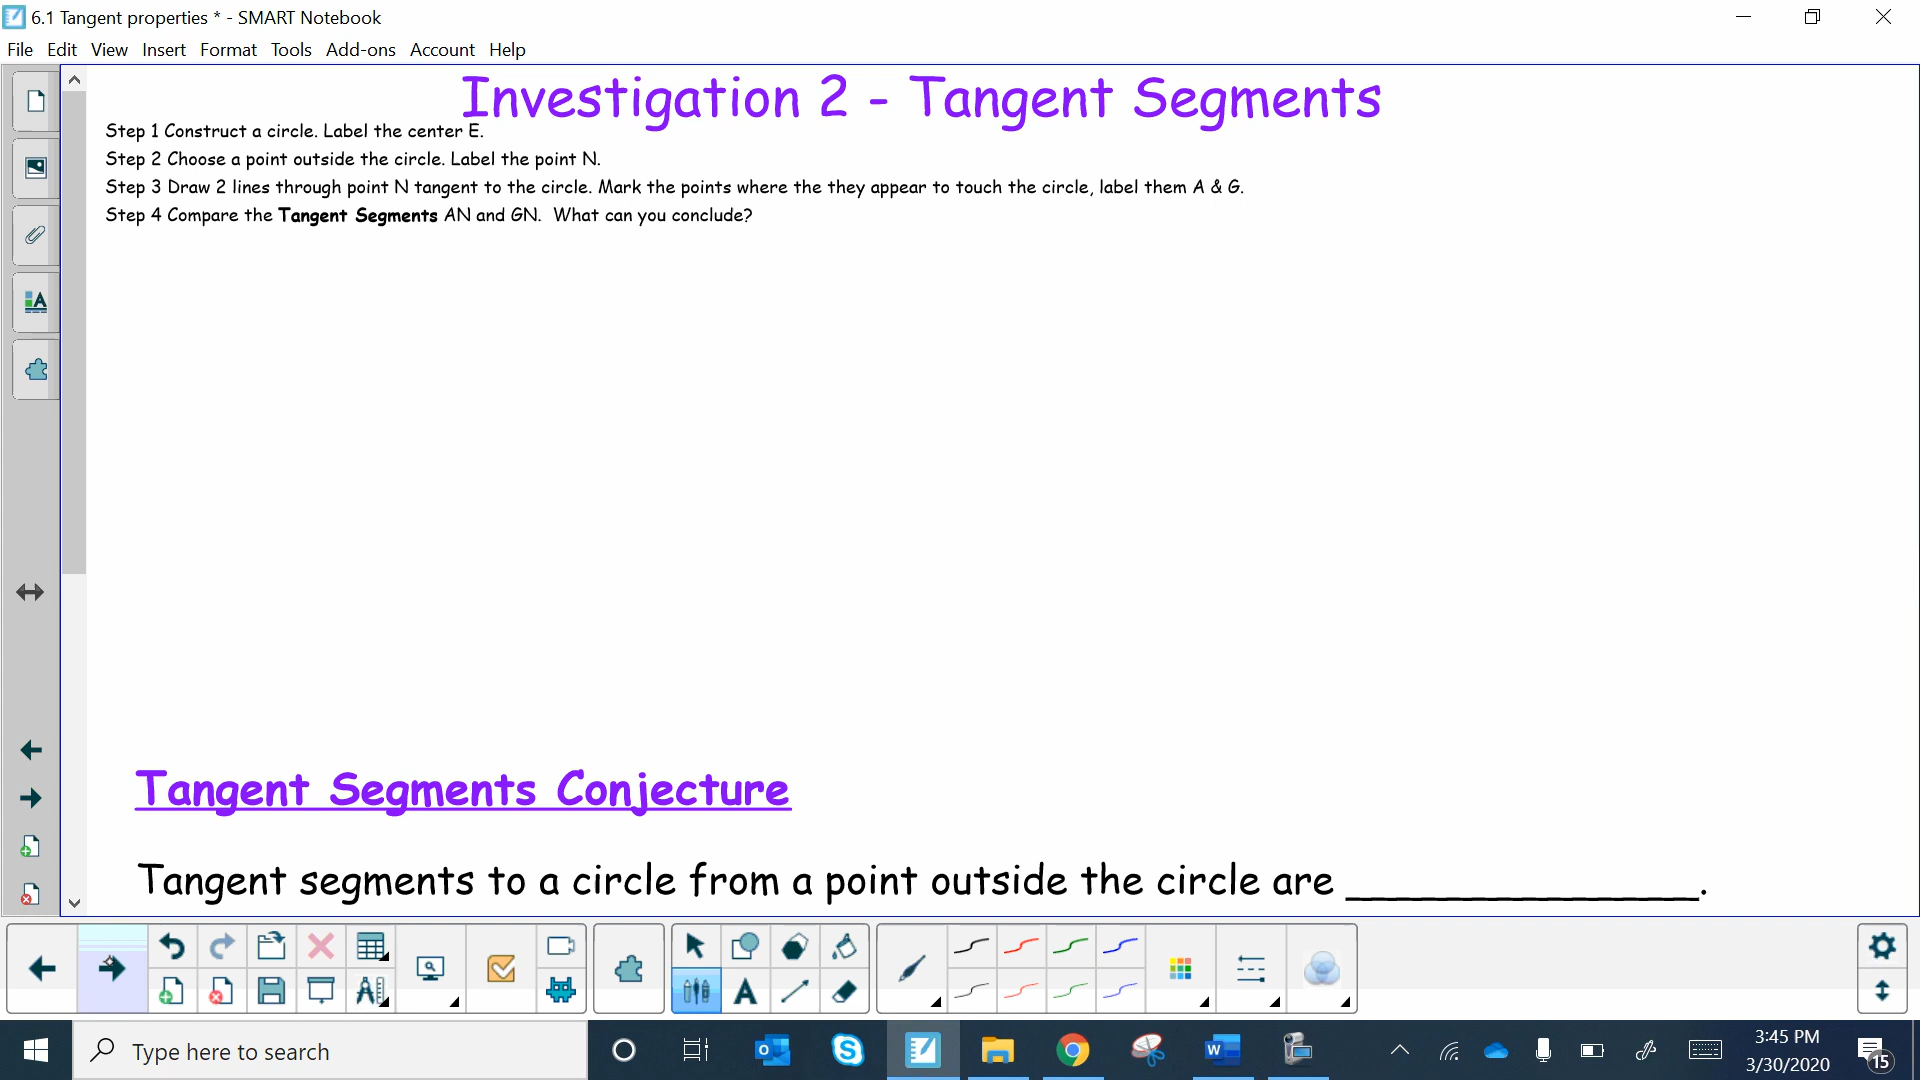 6.1 Tangent properties * - SMART Notebook
File Edit View Insert Format Tools Add-ons Account Help
Investigation 2 - Tangent Segments
Step 1 Construct a circle. Label the center E.
Step 2 Choose a point outside the circle. Label the point N.
Step 3 Draw 2 lines through point N tangent to the circle. Mark the points where the they appear to touch the circle, label them A & G.
Step 4 Compare the Tangent Segments AN and GN. What can you conclude?
Tangent Segments Conjecture
Tangent segments to a circle from a point outside the circle are _______________.
Type here to search
3:45 PM
3/30/2020
15